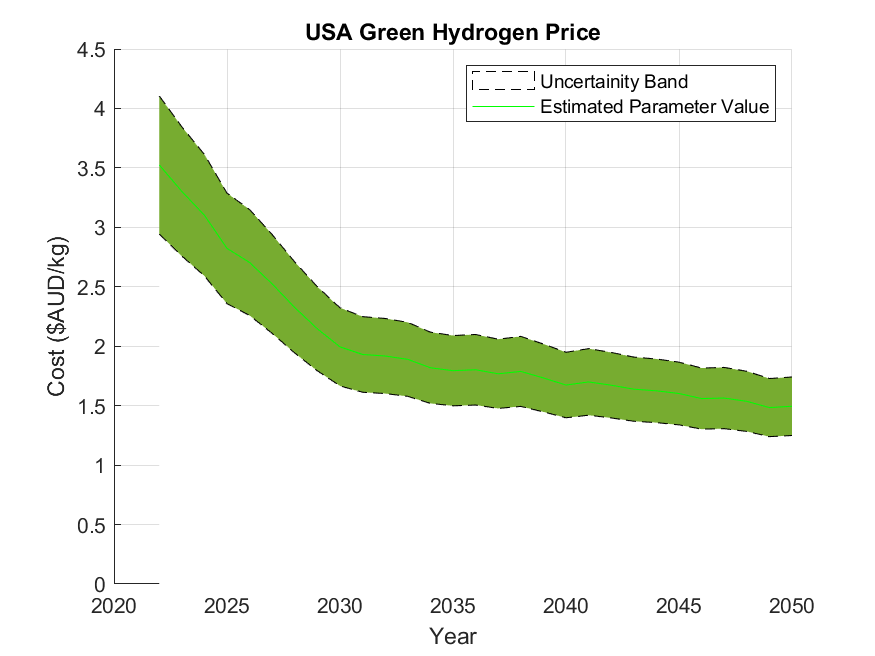 USA Green Hydrogen Price
4.5
4
3.5
3
2.5
2
1.5
1
0.5
0
Cost ($AUD/kg)
Uncertainity Band
Estimated Parameter Value
2020 2025 2030 2035 2040 2045 2050
Year